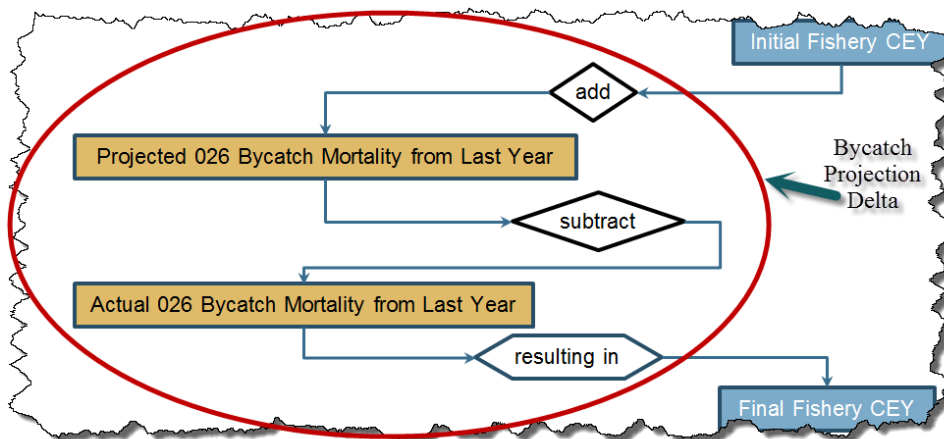 Initial Fishery CEY
add
Projected 026 Bycatch Mortality from Last Year
Bycatch
Projection
Delta
subtract
Actual 026 Bycatch Mortality from Last Year
resulting in
Final Fishery CEY